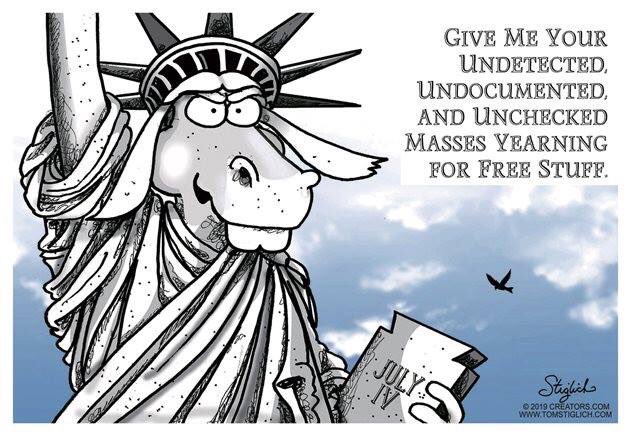 Give Me Your
Undetected,
Undocumented,
and Unchecked
Masses Yearning
for Free Stuff.
JULY
IV
Stiglich
© 2019 CREATORS.COM
WWW.TOMSTIGLICH.COM